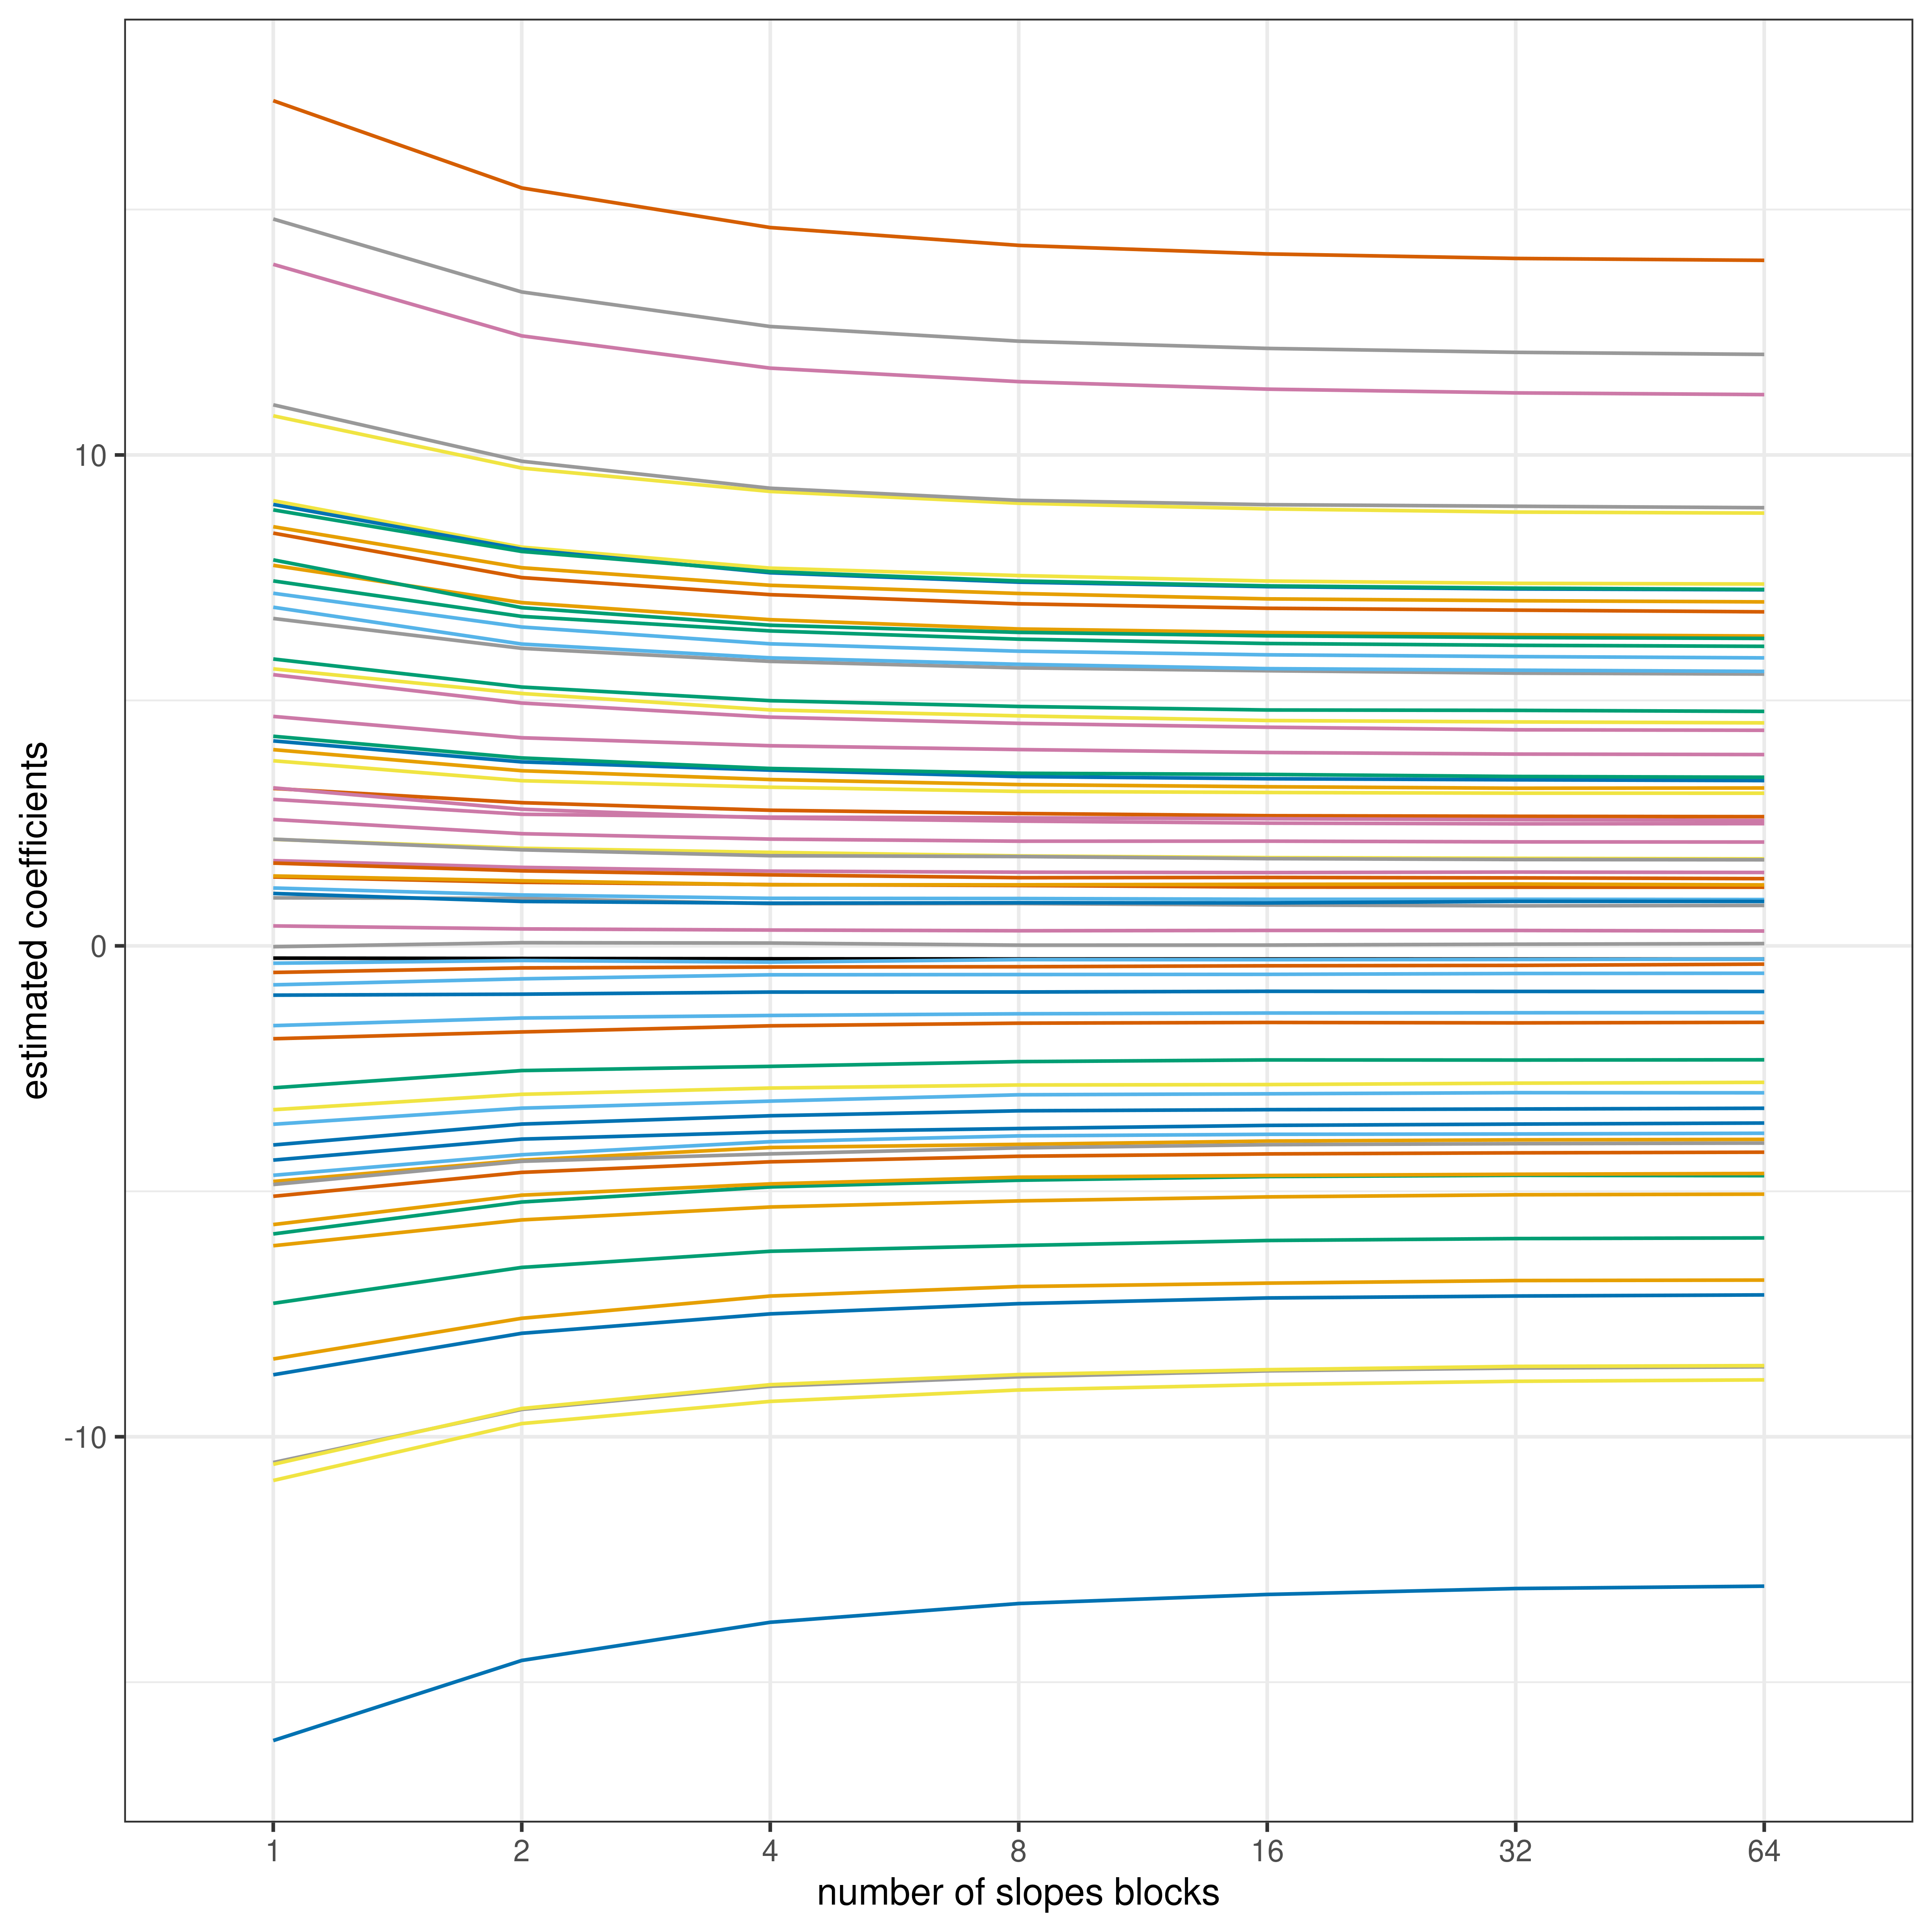 estimated coefficients
10
0
-10
1 2 4 8 16 32 64
number of slopes blocks